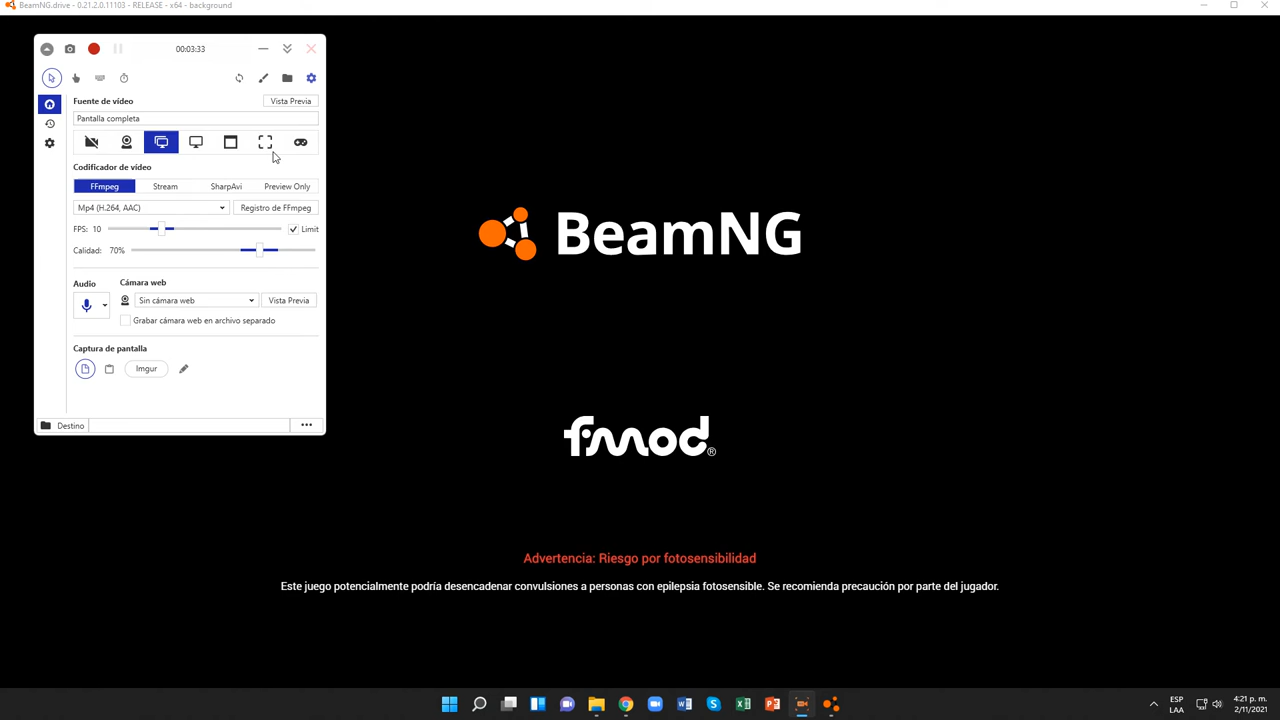 BeamNG.drive - 0.21.2.0.11103 - RELEASE - x64 - background
00:03:33
Fuente de vídeo
Vista Previa
Pantalla completa
Codificador de vídeo
FFmpeg Stream SharpAvi Preview Only
Mp4 (H.264, AAC) Registro de FFmpeg
FPS: 10 Limit
Calidad: 70%
Audio
Cámara web
Sin cámara web Vista Previa
Grabar cámara web en archivo separado
Captura de pantalla
Imgur
Destino
BeamNG
fmod®
Advertencia: Riesgo por fotosensibilidad
Este juego potencialmente podría desencadenar convulsiones a personas con epilepsia fotosensible. Se recomienda precaución por parte del jugador.
ESP
LAA
4:21 p. m.
2/11/2021